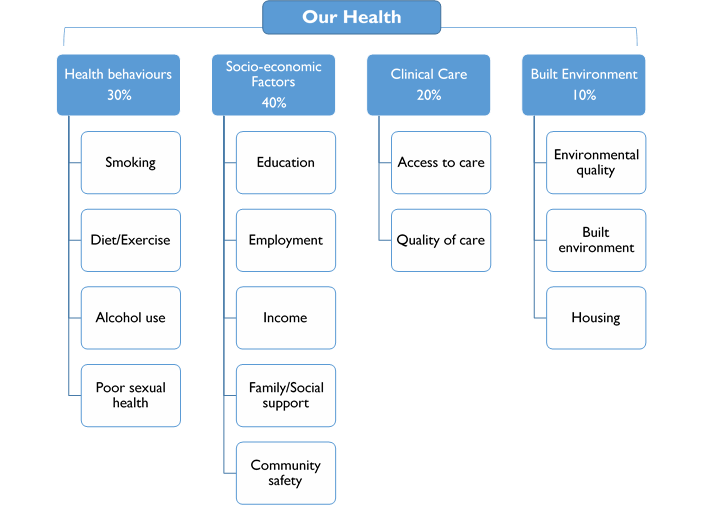 Our Health
Health behaviours
30%
Smoking
Diet/Exercise
Alcohol use
Poor sexual
health
Socio-economic
Factors
40%
Education
Employment
Income
Family/Social
support
Community
safety
Clinical Care
20%
Access to care
Quality of care
Built Environment
10%
Environmental
quality
Built
environment
Housing